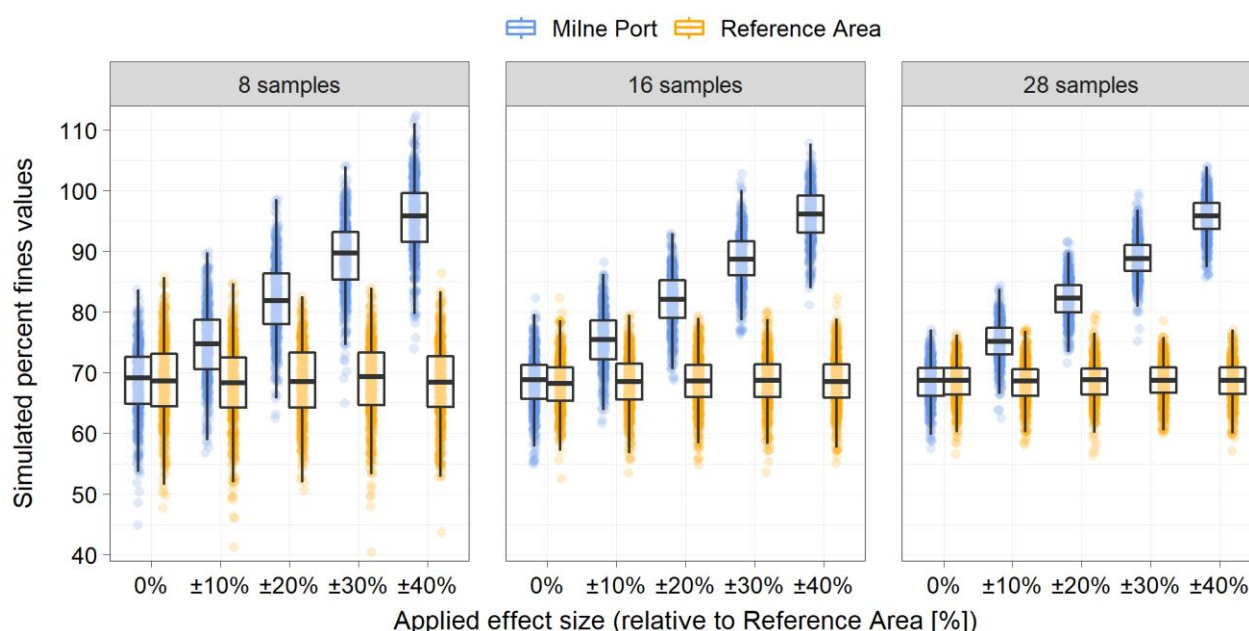 Milne Port Reference Area
8 samples 16 samples 28 samples
Simulated percent fines values
110
100
90
80
70
60
50
40
0% ±10% ±20% ±30% ±40% 0% ±10% ±20% ±30% ±40% 0% ±10% ±20% ±30% ±40%
Applied effect size (relative to Reference Area [%])